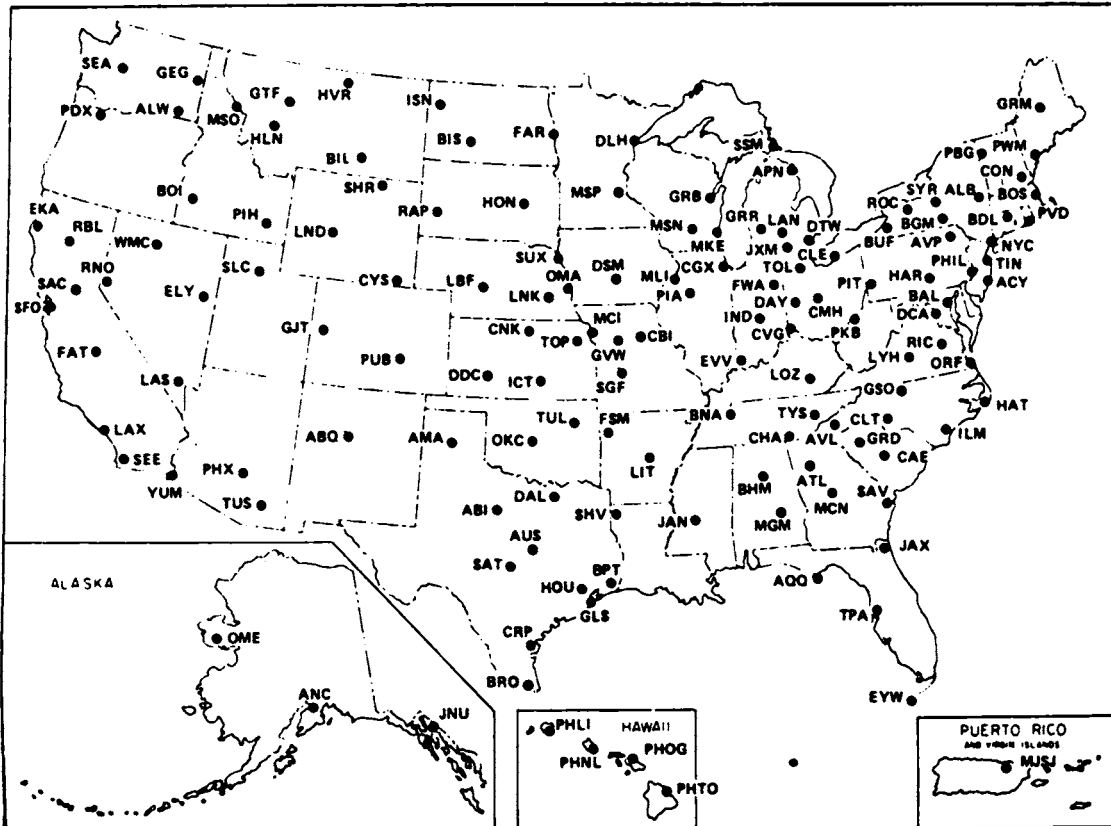 SEA
GEG
GTF
HVR
ISN
GRM
PDX
ALW
MSO
HLN
BIS
FAR
DLH
SSM
PBG
PWM
BIL
APN
CON
BOI
SHR
MSP
GRB
SYR
ALB
BOS
EKA
RBL
PIH
RAP
HON
GRR
LAN
DTW
ROC
BGM
BDL
PVD
WMC
LND
MSN
MKE
JXM
CLE
BUF
AVP
NYC
RNO
SLC
SUX
OMA
DSM
MLI
CGX
TOL
PIT
HAR
PHIL
TIN
SAC
ELY
CYS
LBF
LNK
PIA
FWA
DAY
BAL
ACY
SFO
GJT
CNK
MCI
TOP
GVW
CBI
IND
CVG
CMH
PKB
DCA
FAT
PUB
EVV
LYH
RIC
ORF
LAS
DDC
ICT
SGF
LOZ
GSO
HAT
LAX
ABQ
AMA
TUL
OKC
FSM
BNA
TYS
CLT
ILM
SEE
PHX
LIT
CHA
AVL
GRD
CAE
YUM
TUS
DAL
BHM
ATL
MCN
SAV
ABI
SHV
JAN
MGM
AUS
JAX
SAT
HOU
BPT
AQQ
GLS
TPA
ALASKA
OME
CRP
BRO
EYW
ANC
JNU
HAWAII
PHLI
PHNL
PHOG
PHTO
PUERTO RICO
AND VIRGIN ISLANDS
MJSJ